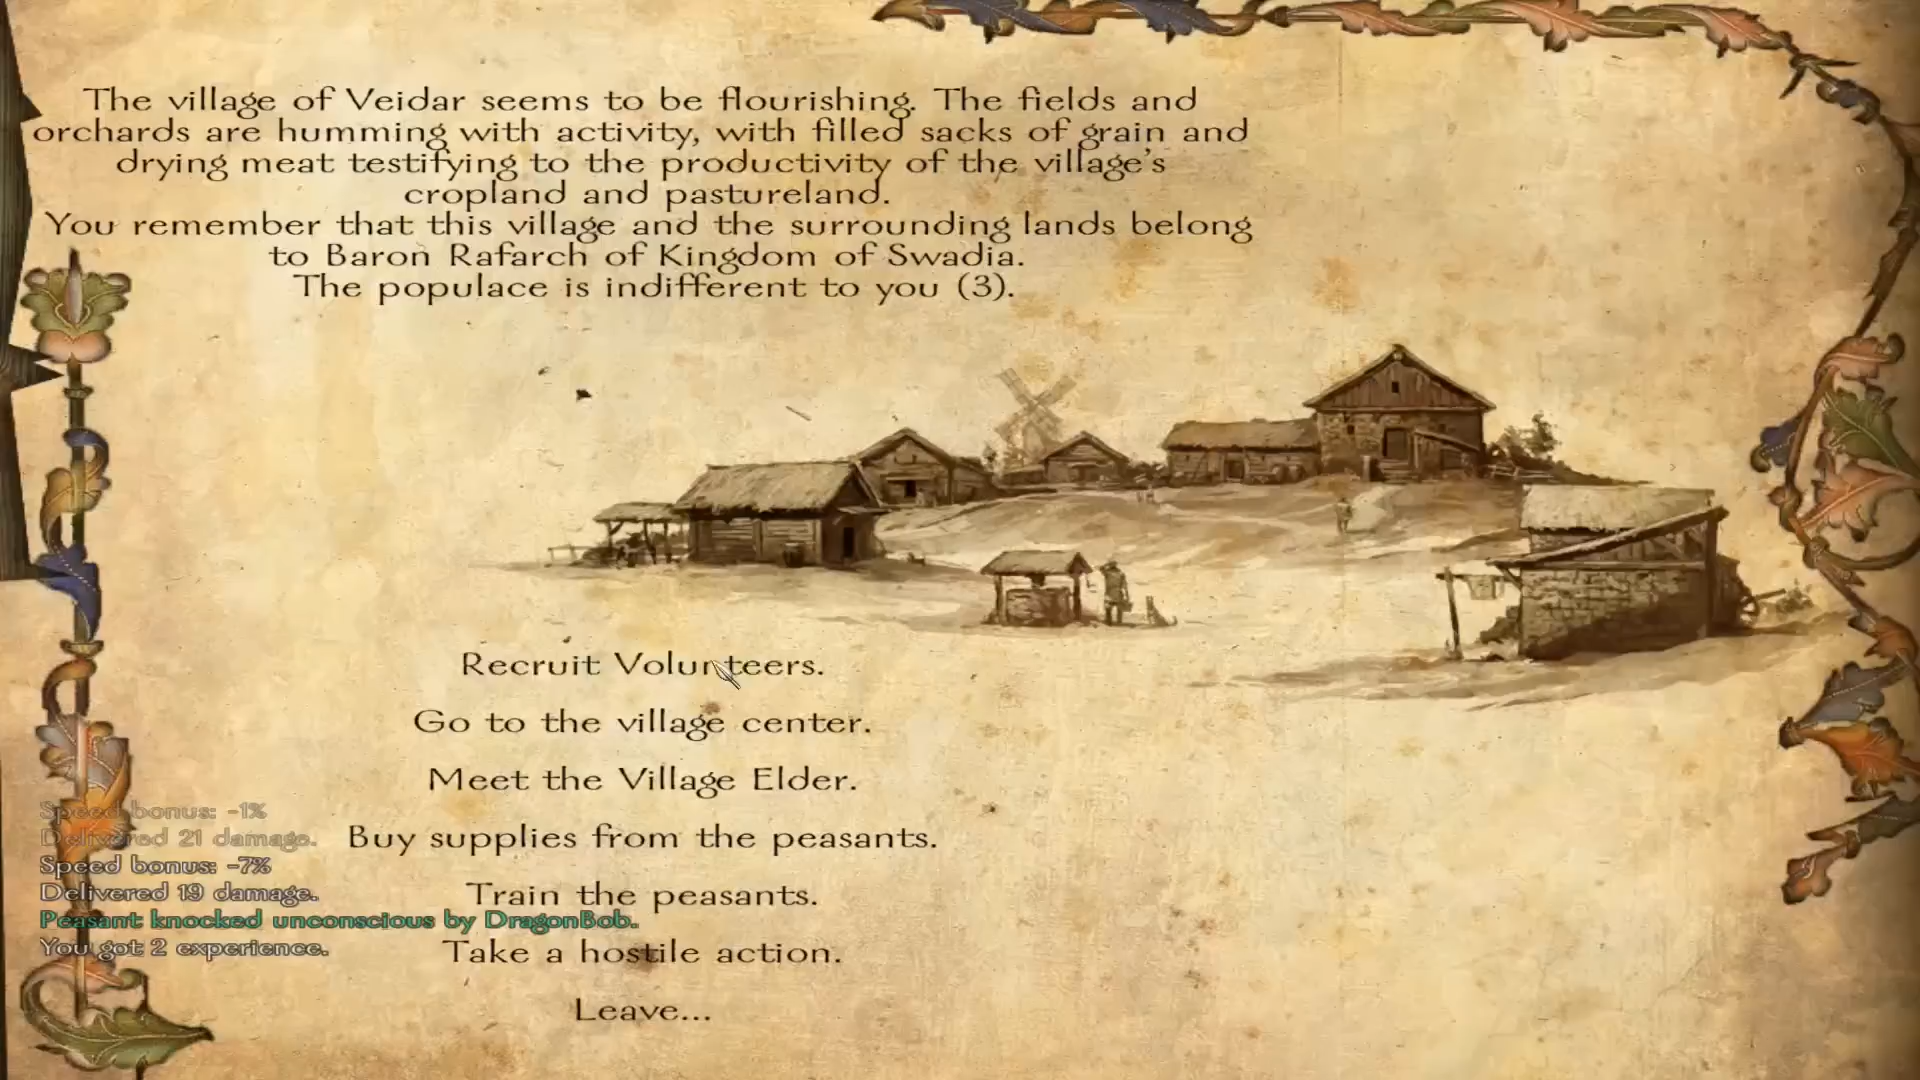 The village of Veidar seems to be flourishing. The fields and
orchards are humming with activity, with filled sacks of grain and
drying meat testifying to the productivity of the village's
cropland and pastureland.
You remember that this village and the surrounding lands belong
to Baron Rafarch of Kingdom of Swadia.
The populace is indifferent to you (3).
Recruit Volunteers.
Go to the village center.
Meet the Village Elder.
Buy supplies from the peasants.
Train the peasants.
Take a hostile action.
Leave...
Speed bonus: -1%
Delivered 21 damage.
Speed bonus: -7%
Delivered 19 damage.
Peasant knocked unconscious by DragonBob.
You got 2 experience.